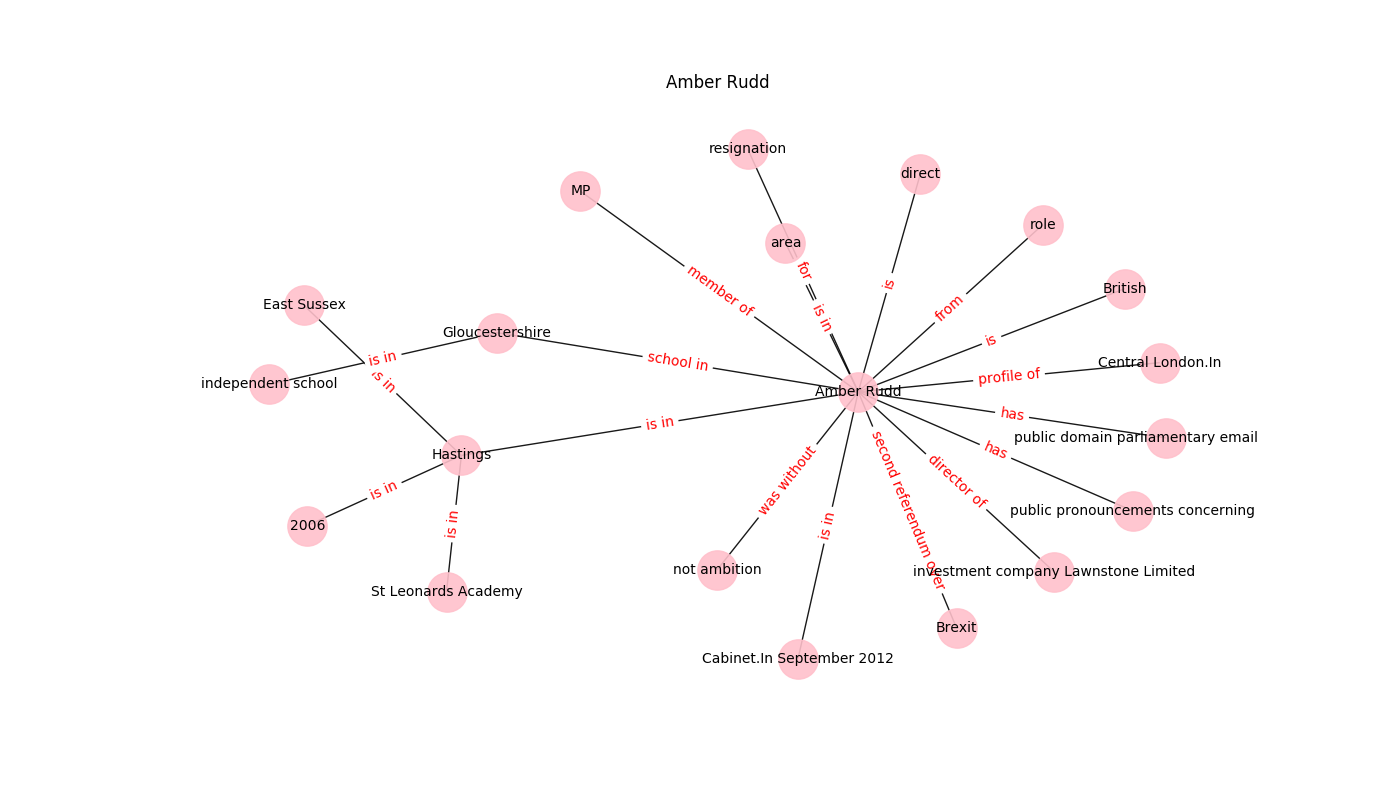 Amber Rudd
resignation
direct
MP
role
area
for
is
member of
British
East Sussex
from
is in
Gloucestershire
is
is in
school in
Central London.In
independent school
is in
profile of
Amber Rudd
has
is in
public domain parliamentary email
Hastings
has
second referendum over
was without
director of
is in
public pronouncements concerning
2006
is in
is in
not ambition
investment company Lawnstone Limited
St Leonards Academy
Brexit
Cabinet.In September 2012